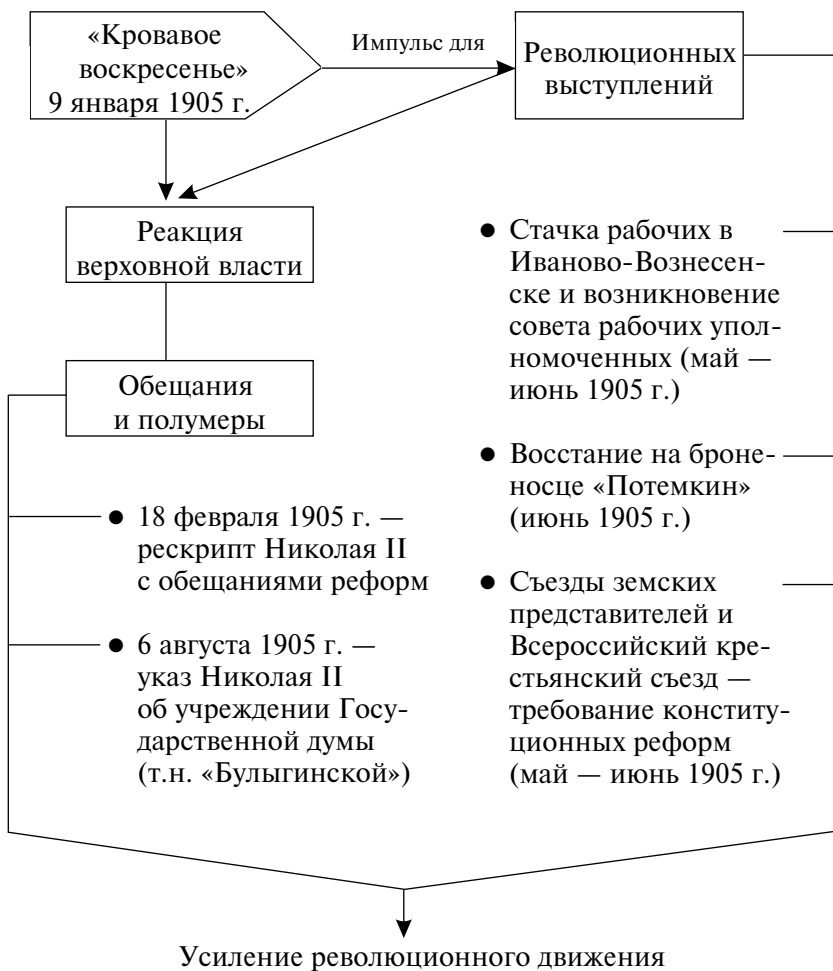 «Кровавое
воскресенье»
9 января 1905 г.
Импульс для
Революционных
выступлений
Реакция
верховной власти
Обещания
и полумеры
● 18 февраля 1905 г. —
рескрипт Николая II
с обещаниями реформ
● 6 августа 1905 г. —
указ Николая II
об учреждении Госу-
дарственной думы
(т.н. «Булыгинской»)
● Стачка рабочих в
Иваново-Вознесен-
ске и возникновение
совета рабочих упол-
номоченных (май —
июнь 1905 г.)
● Восстание на броне-
носце «Потемкин»
(июнь 1905 г.)
● Съезды земских
представителей и
Всероссийский кре-
стьянский съезд —
требование конститу-
ционных реформ
(май — июнь 1905 г.)
Усиление революционного движения